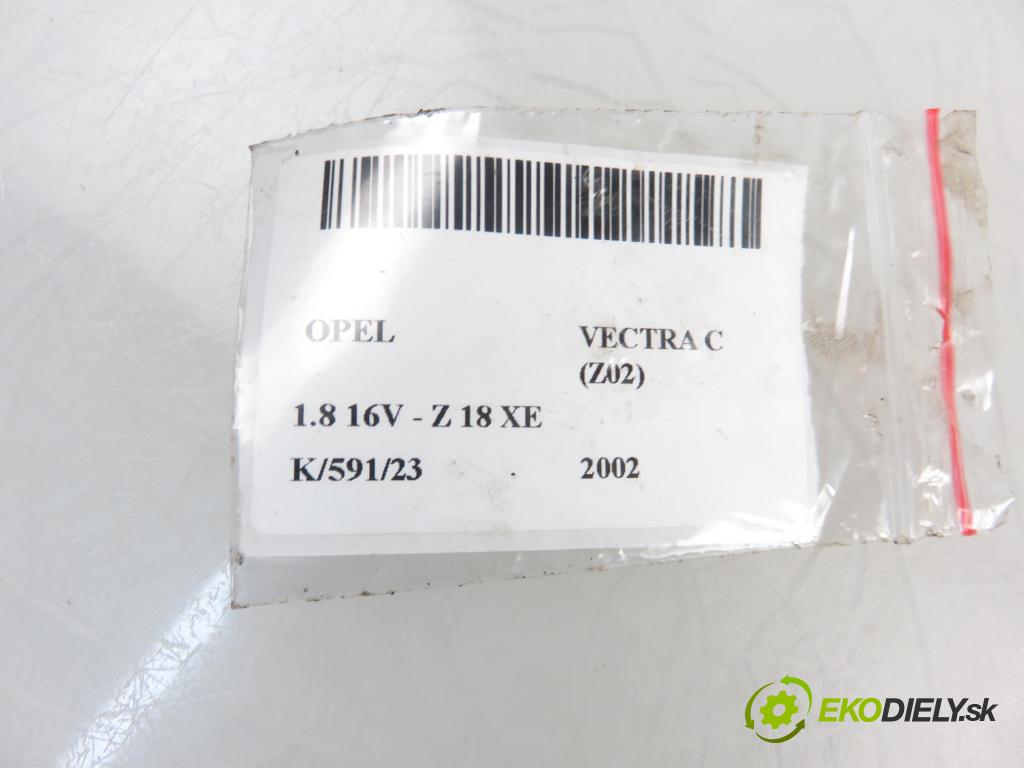 OPEL VECTRA C
(Z02)
1.8 16V - Z 18 XE
K/591/23 2002
EKODIELY.sk